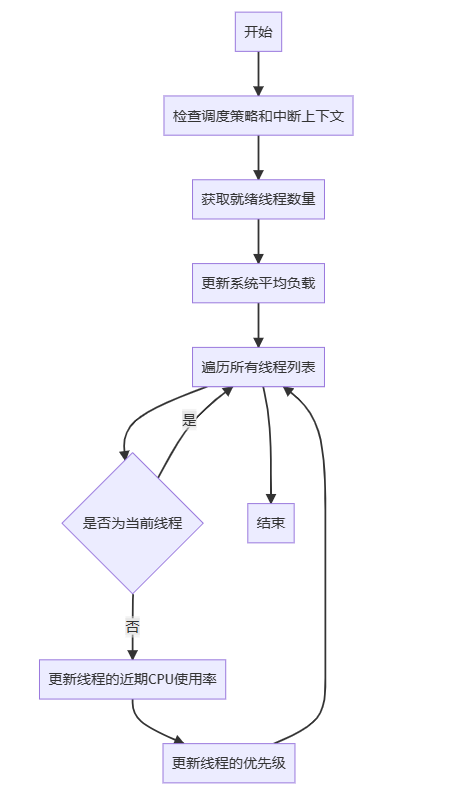 开始
检查调度策略和中断上下文
获取就绪线程数量
更新系统平均负载
遍历所有线程列表
是
是否为当前线程
结束
否
更新线程的近期CPU使用率
更新线程的优先级